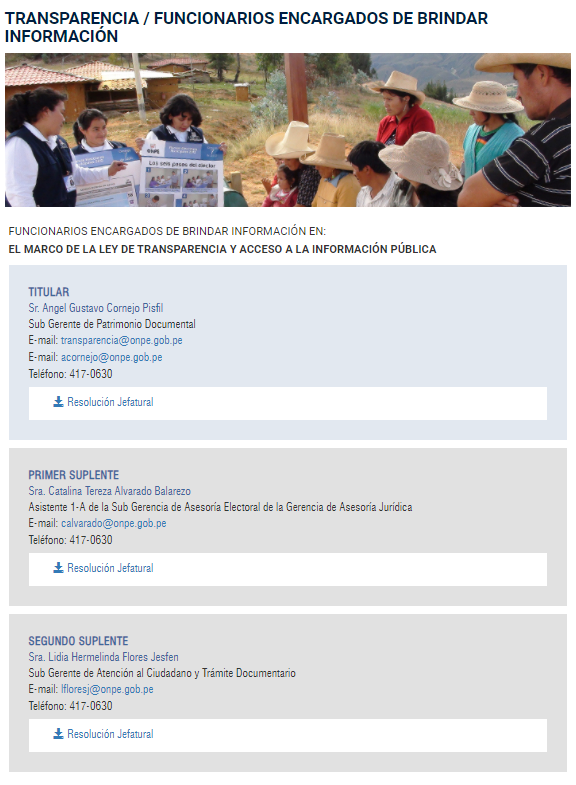 TRANSPARENCIA / FUNCIONARIOS ENCARGADOS DE BRINDAR
INFORMACIÓN
Los seis pasos del elector
FUNCIONARIOS ENCARGADOS DE BRINDAR INFORMACIÓN EN:
EL MARCO DE LA LEY DE TRANSPARENCIA Y ACCESO A LA INFORMACIÓN PÚBLICA
TITULAR
Sr. Angel Gustavo Cornejo Pisfil
Sub Gerente de Patrimonio Documental
E-mail: transparencia@onpe.gob.pe
E-mail: acornejo@onpe.gob.pe
Teléfono: 417-0630
Resolución Jefatural
PRIMER SUPLENTE
Sra. Catalina Tereza Alvarado Balarezo
Asistente 1-A de la Sub Gerencia de Asesoría Electoral de la Gerencia de Asesoría Jurídica
E-mail: calvarado@onpe.gob.pe
Teléfono: 417-0630
Resolución Jefatural
SEGUNDO SUPLENTE
Sra. Lidia Hermelinda Flores Jesfen
Sub Gerente de Atención al Ciudadano y Trámite Documentario
E-mail: lfloresj@onpe.gob.pe
Teléfono: 417-0630
Resolución Jefatural